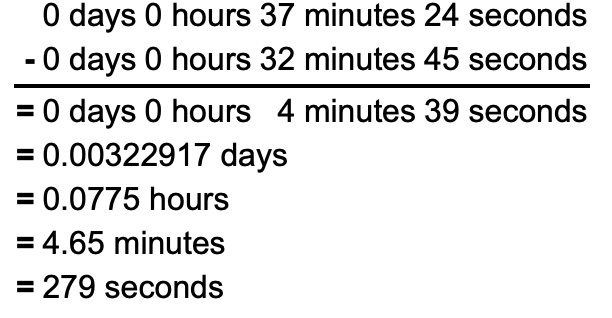 0 days 0 hours 37 minutes 24 seconds
- 0 days 0 hours 32 minutes 45 seconds
= 0 days 0 hours 4 minutes 39 seconds
= 0.00322917 days
= 0.0775 hours
= 4.65 minutes
= 279 seconds